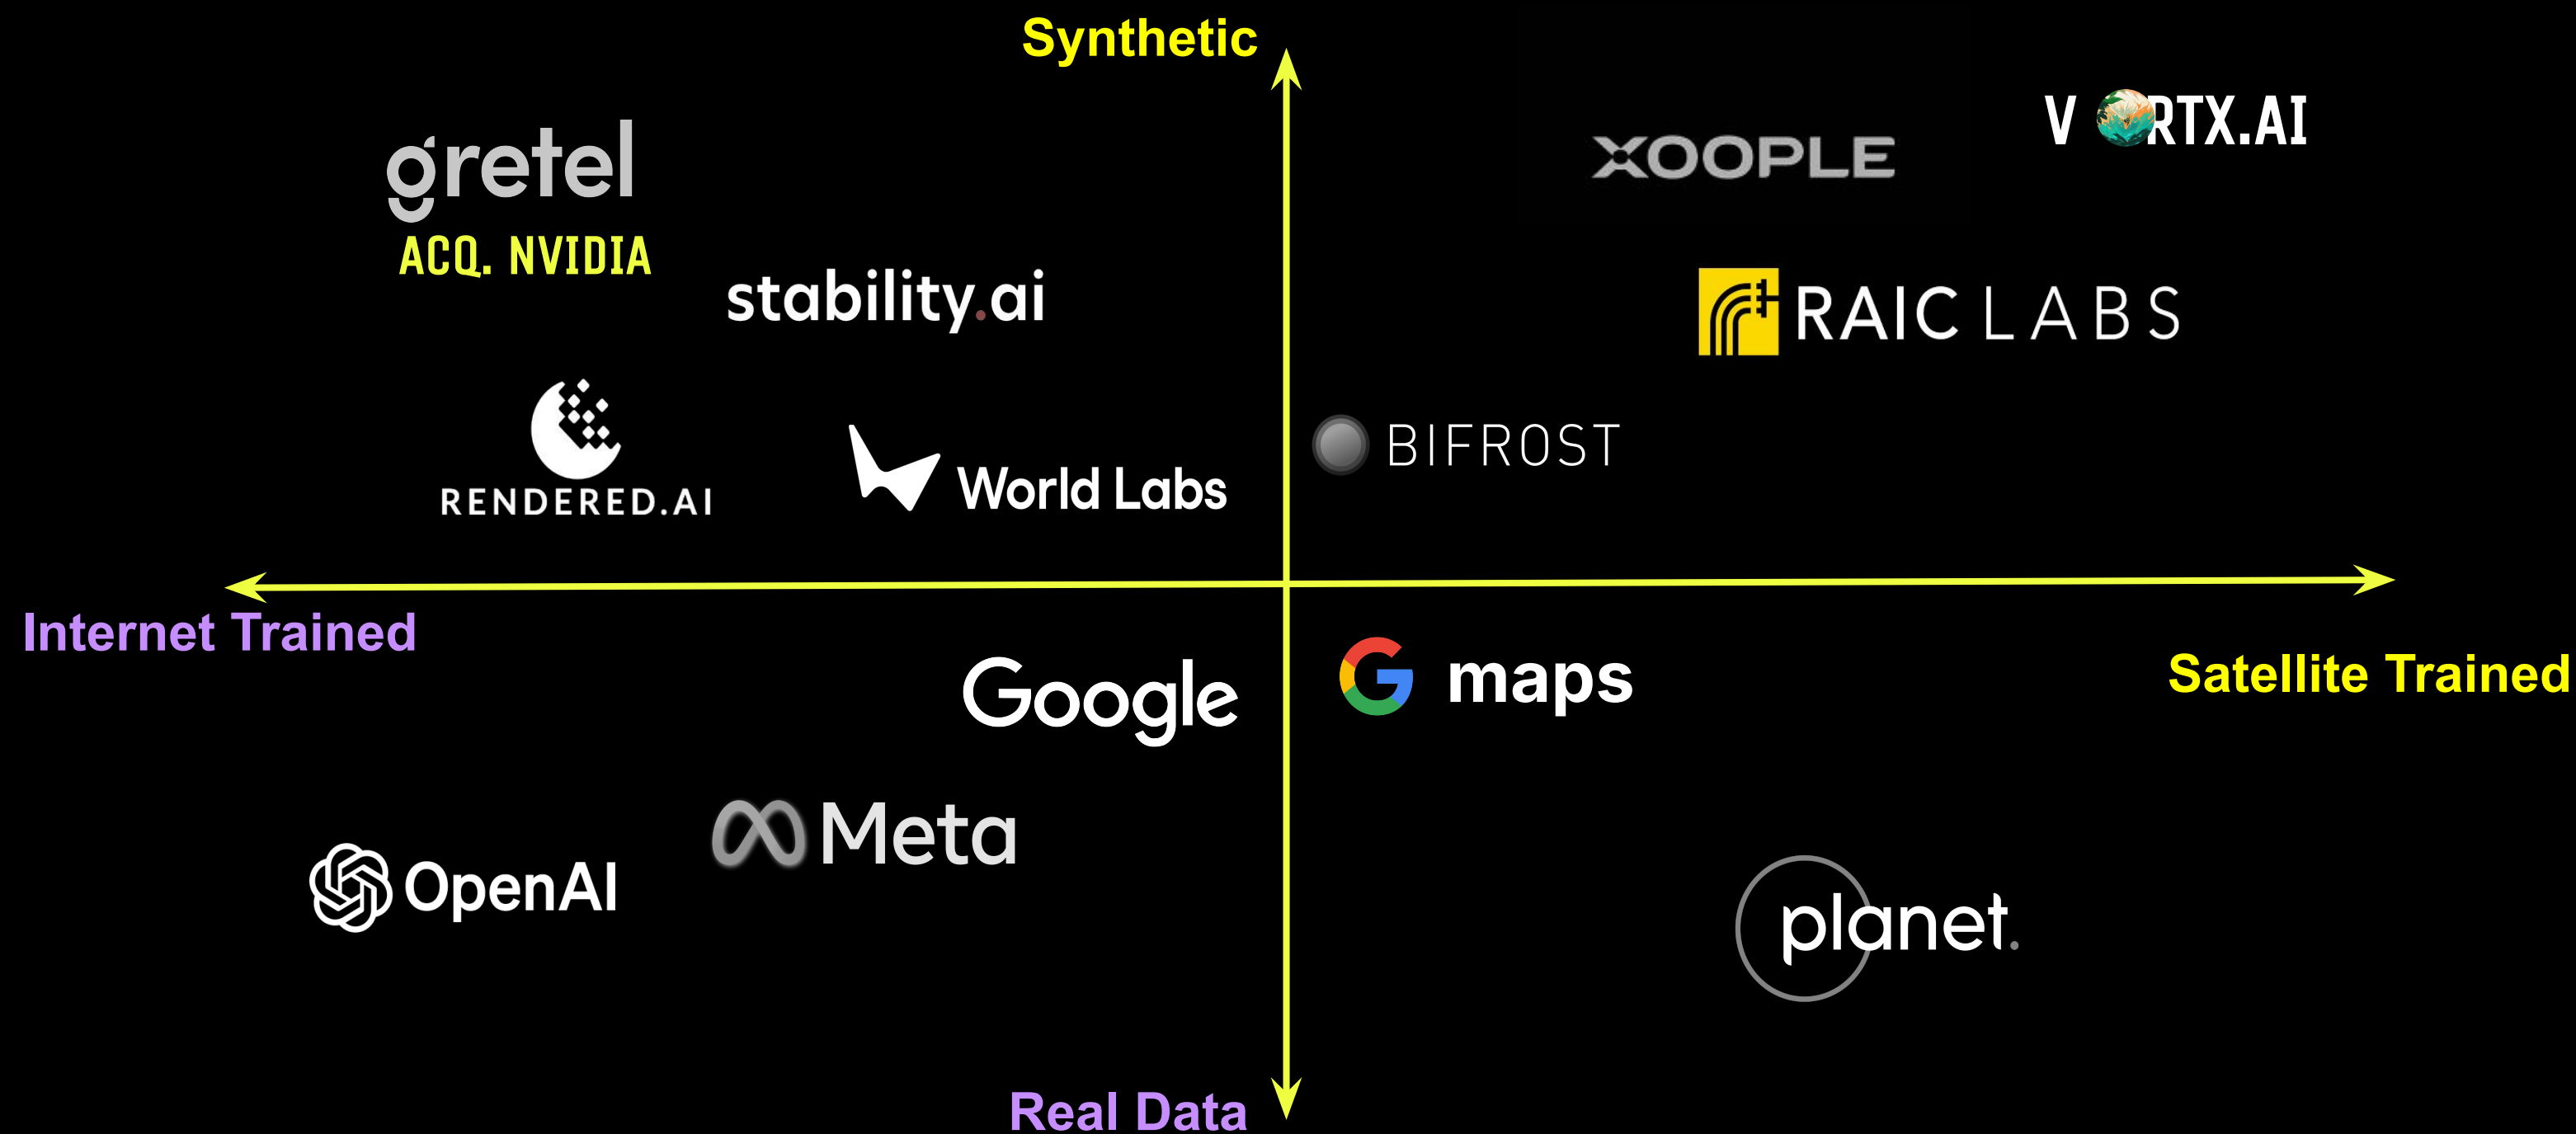 Synthetic
gretel
ACQ. NVIDIA
stability.ai
RENDERED.AI
World Labs
XOOPLE
V RTX.AI
RAIC LABS
BIFROST
Internet Trained
Satellite Trained
Google
G maps
Meta
OpenAI
planet.
Real Data